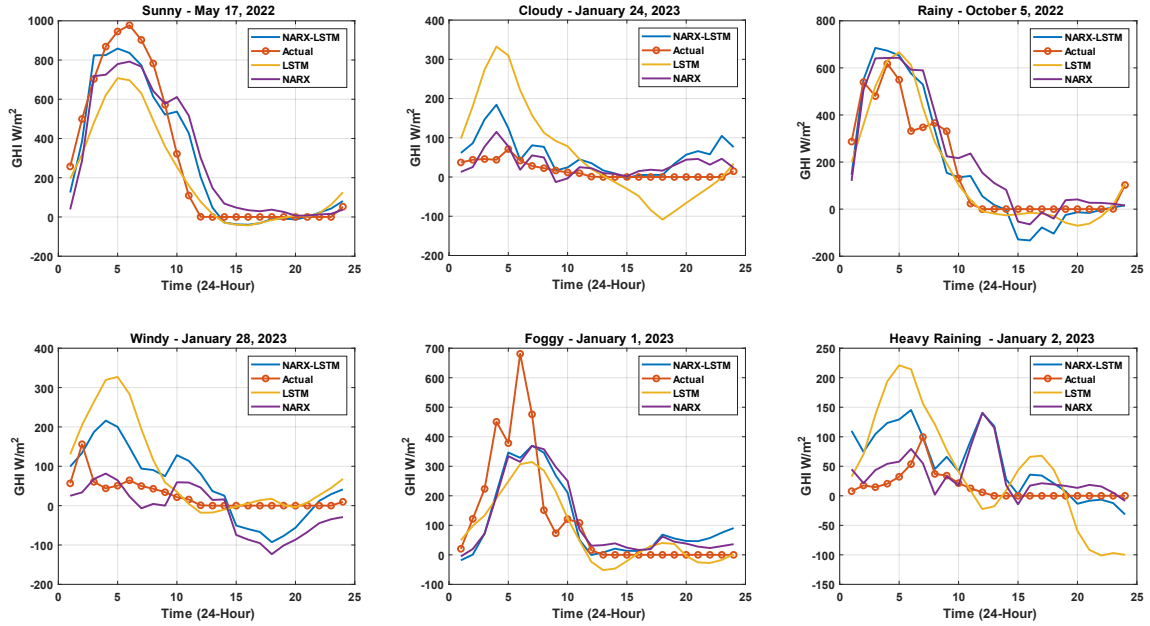 Sunny - May 17, 2022
1000
800
600
400
200
0
-200
GHI W/m²
0 5 10 15 20 25
Time (24-Hour)
NARX-LSTM
Actual
LSTM
NARX
Cloudy - January 24, 2023
400
300
200
100
0
-100
-200
GHI W/m²
0 5 10 15 20 25
Time (24-Hour)
NARX-LSTM
Actual
LSTM
NARX
Rainy - October 5, 2022
800
600
400
200
0
-200
GHI W/m²
0 5 10 15 20 25
Time (24-Hour)
NARX-LSTM
Actual
LSTM
NARX
Windy - January 28, 2023
400
300
200
100
0
-100
-200
GHI W/m²
0 5 10 15 20 25
Time (24-Hour)
NARX-LSTM
Actual
LSTM
NARX
Foggy - January 1, 2023
700
600
500
400
300
200
100
0
-100
GHI W/m²
0 5 10 15 20 25
Time (24-Hour)
NARX-LSTM
Actual
LSTM
NARX
Heavy Raining - January 2, 2023
250
200
150
100
50
0
-50
-100
-150
GHI W/m²
0 5 10 15 20 25
Time (24-Hour)
NARX-LSTM
Actual
LSTM
NARX